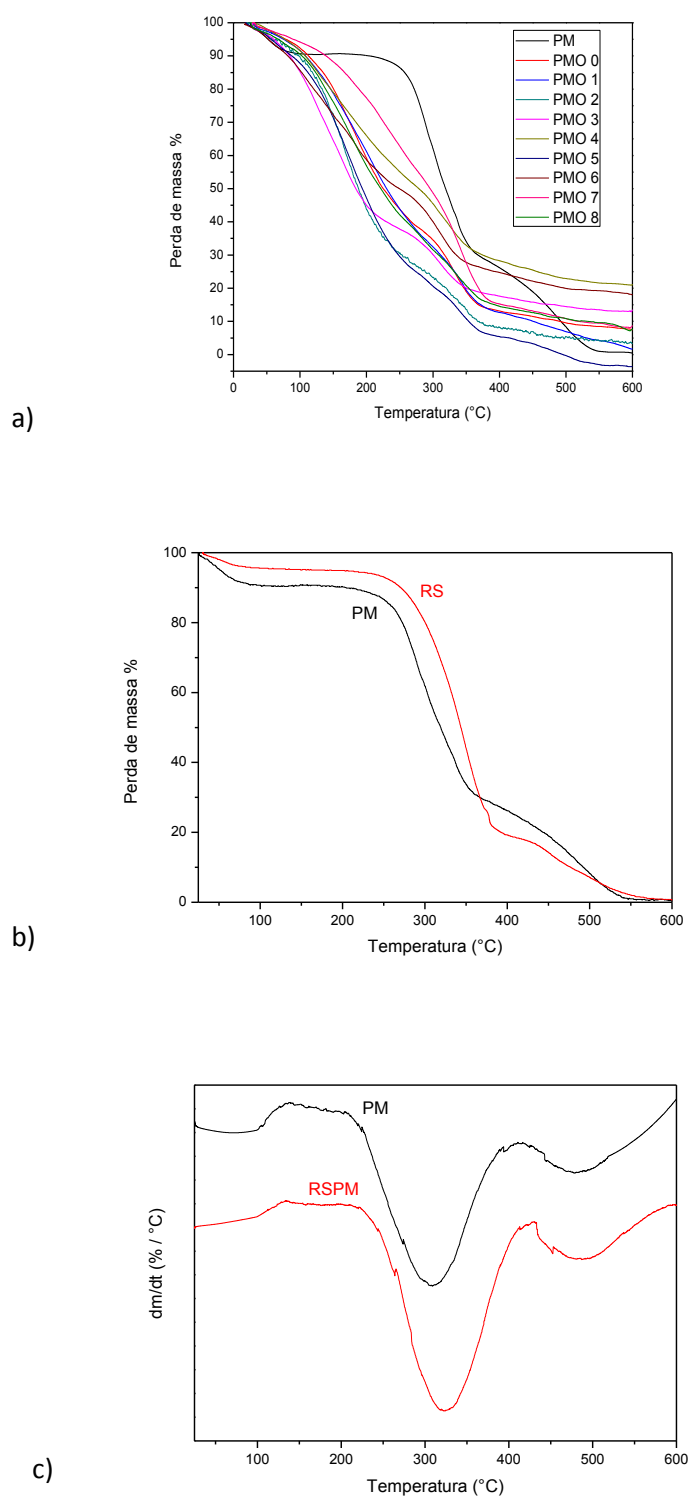 100
90
80
70
60
50
40
30
20
10
0
Perda de massa %
PM
PMO 0
PMO 1
PMO 2
PMO 3
PMO 4
PMO 5
PMO 6
PMO 7
PMO 8
0 100 200 300 400 500 600
Temperatura (°C)
a)
100
80
60
40
20
0
Perda de massa %
RS
PM
100 200 300 400 500 600
Temperatura (°C)
b)
dm/dt (% / °C)
PM
RSPM
100 200 300 400 500 600
Temperatura (°C)
c)